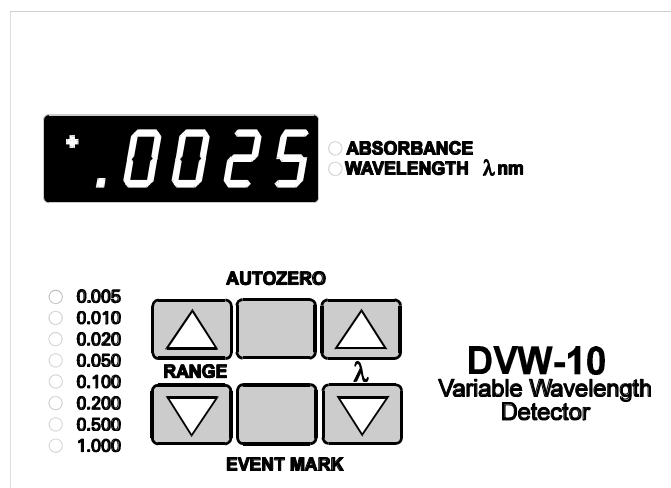 +.0025
ABSORBANCE
WAVELENGTH λnm
AUTOZERO
0.005
0.010
0.020
0.050
0.100
0.200
0.500
1.000
RANGE
λ
EVENT MARK
DVW-10
Variable Wavelength
Detector